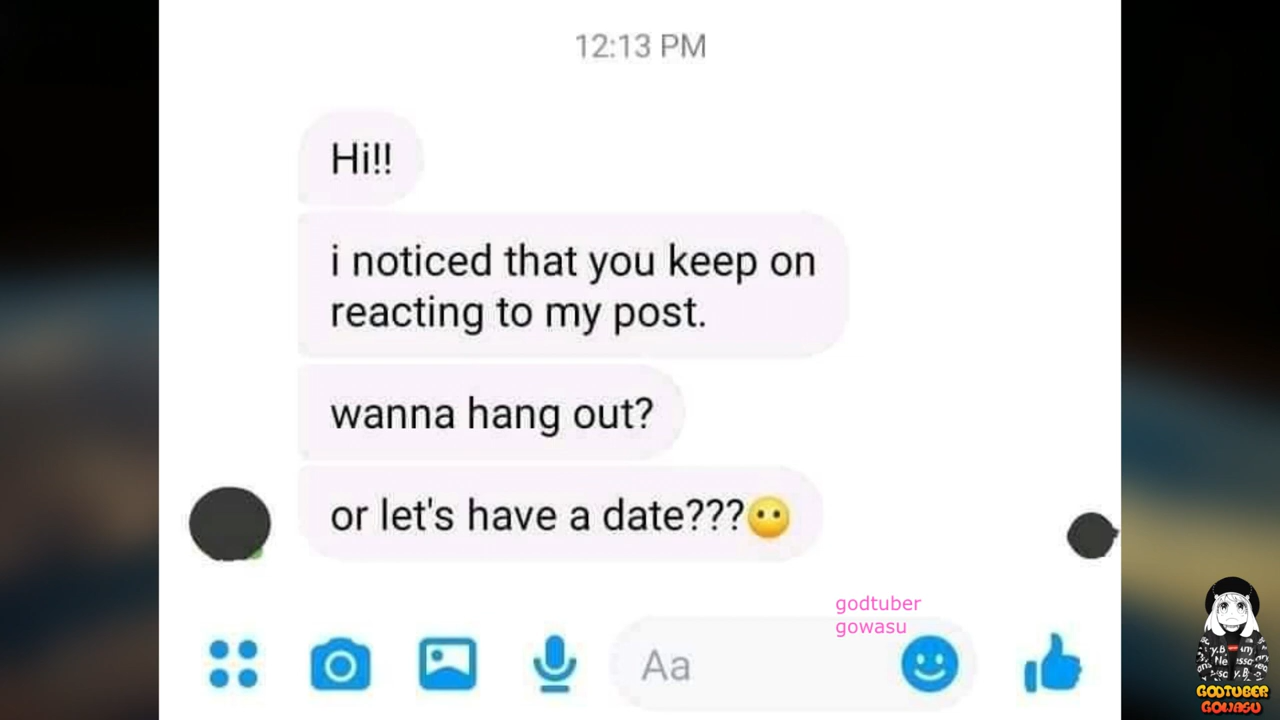 12:13 PM
Hi!!
i noticed that you keep on
reacting to my post.
wanna hang out?
or let's have a date???😶
godtuber
gowasu
Aa
GODTUBER
GOWASU